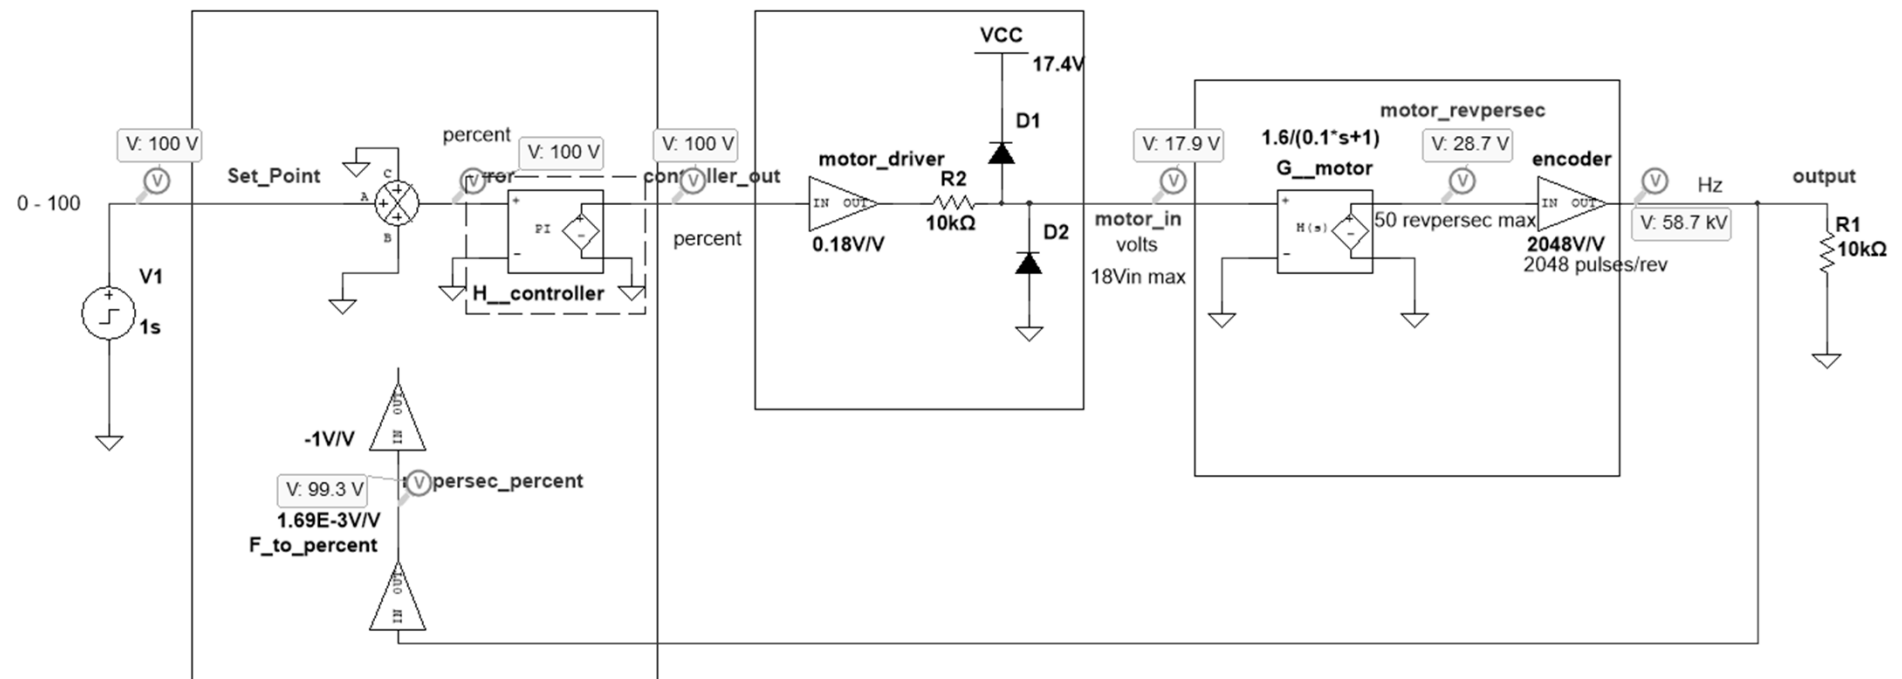 VCC
17.4V
D1
motor_revpersec
V: 100 V
percent
V: 100 V
V: 100 V
V: 17.9 V
1.6/(0.1*s+1)
V: 28.7 V
motor_driver
G__motor
encoder
Set_Point
C
V
V
V
controller_out
R2
V
V
V
Hz
output
0 - 100
A
+
PI
IN OUT
10kΩ
D2
motor_in
H(s)
50 revpersec max
IN OUT
V: 58.7 kV
R1
10kΩ
B
percent
0.18V/V
volts
2048V/V
2048 pulses/rev
V1
1s
H__controller
18Vin max
OUT
IN
-1V/V
V: 99.3 V
V
persec_percent
1.69E-3V/V
F_to_percent
OUT
IN